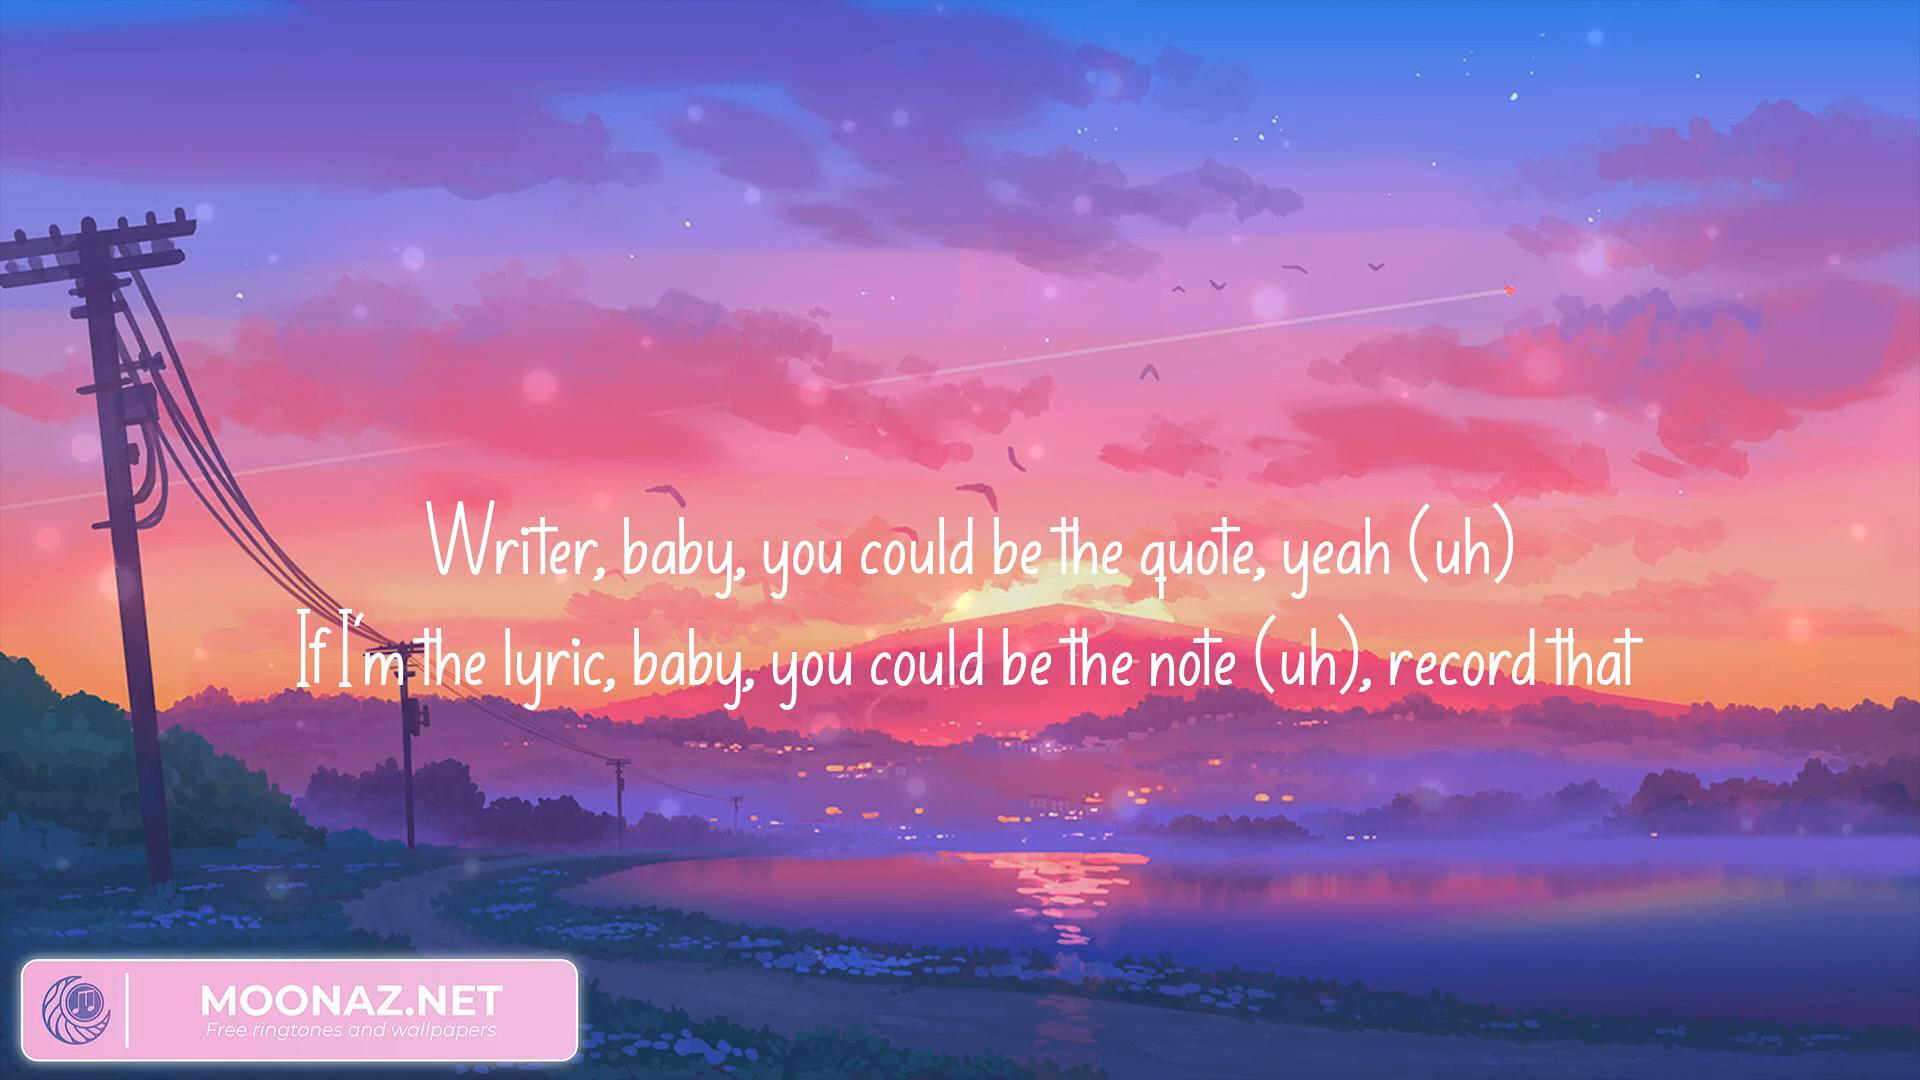 Writer, baby, you could be the quote, yeah (uh)
If I'm the lyric, baby, you could be the note (uh), record that
MOONAZ.NET
Free ringtones and wallpapers